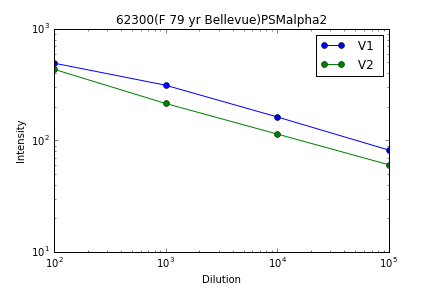 62300(F 79 yr Bellevue)PSMalpha2
10³
V1
V2
10²
Intensity
10¹
10² 10³ 10⁴ 10⁵
Dilution